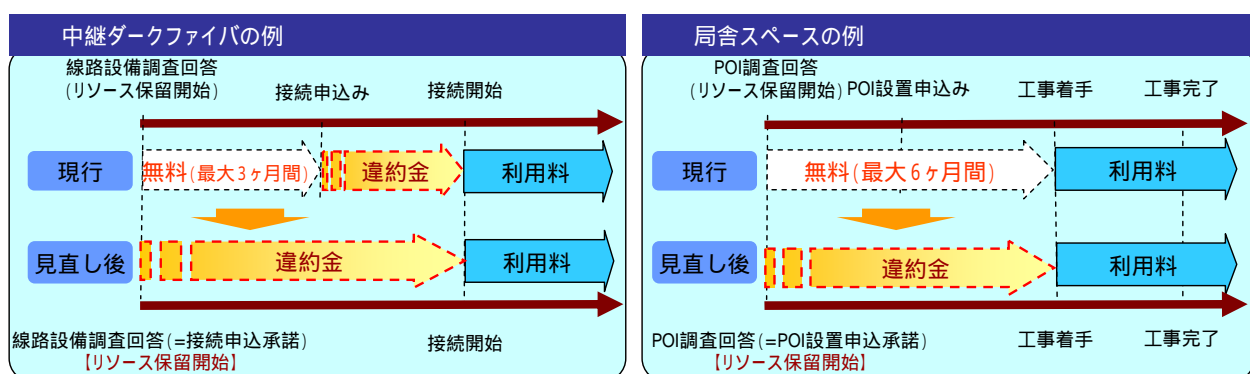 中継ダークファイバの例
線路設備調査回答
(リソース保留開始)
接続申込み
接続開始
現行
無料(最大3ヶ月間)
違約金
利用料
見直し後
違約金
利用料
線路設備調査回答(=接続申込承諾)
【リソース保留開始】
接続開始
局舎スペースの例
POI調査回答
(リソース保留開始)
POI設置申込み
工事着手
工事完了
現行
無料(最大6ヶ月間)
利用料
見直し後
違約金
利用料
POI調査回答(=POI設置申込承諾)
【リソース保留開始】
工事着手
工事完了